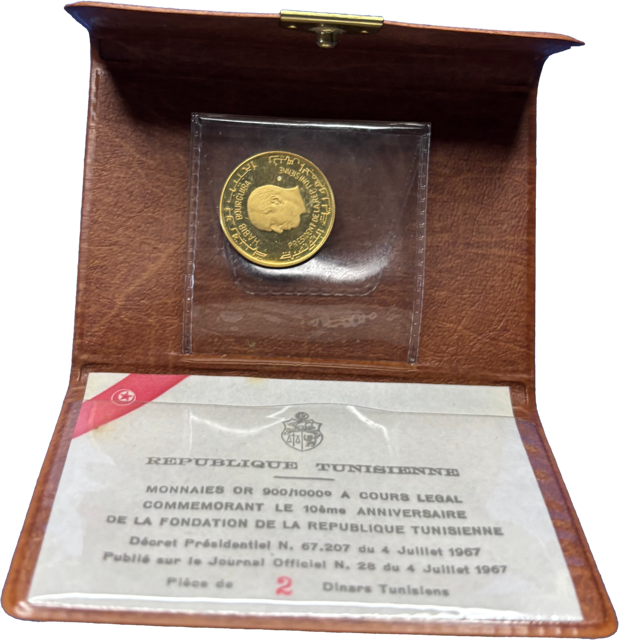 HABIB BOURGUIBA
PRESIDENT DE LA REPUBLIQUE TUNISIENNE
REPUBLIQUE TUNISIENNE
MONNAIES OR 900/1000º A COURS LEGAL
COMMEMORANT LE 10ème ANNIVERSAIRE
DE LA FONDATION DE LA REPUBLIQUE TUNISIENNE
Décret Présidentiel N. 67.207 du 4 Juillet 1967
Publié sur le Journal Officiel N. 28 du 4 Juillet 1967
Pièce de 2 Dinars Tunisiens